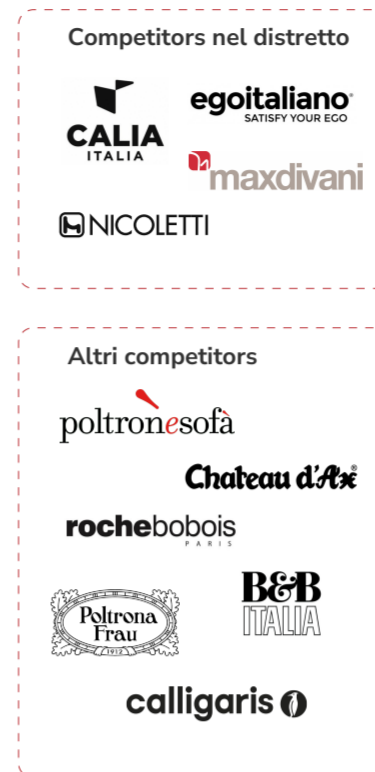 Competitors nel distretto
CALIA
ITALIA
egoitaliano®
SATISFY YOUR EGO
maxdivani
NICOLETTI
Altri competitors
poltronesofà
Chateau d'Ax®
rochebobois
PARIS
Poltrona
Frau
1912
B&B
ITALIA
calligaris